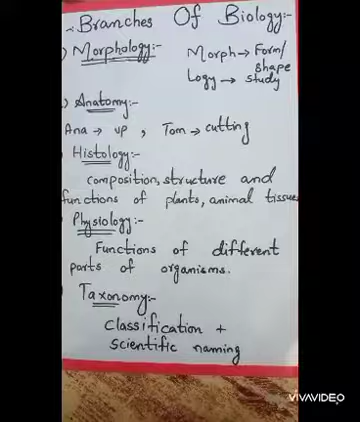 Branches Of Biology:-
) Morphology:- Morph → Form/
shape
Logy → study
.) Anatomy:-
Ana → up , Tom → cutting
Histology:-
composition, structure and
functions of plants, animal tissues
Physiology:-
Functions of different
parts of organisms.
Taxonomy:-
Classification +
scientific naming
VIVAVIDEO